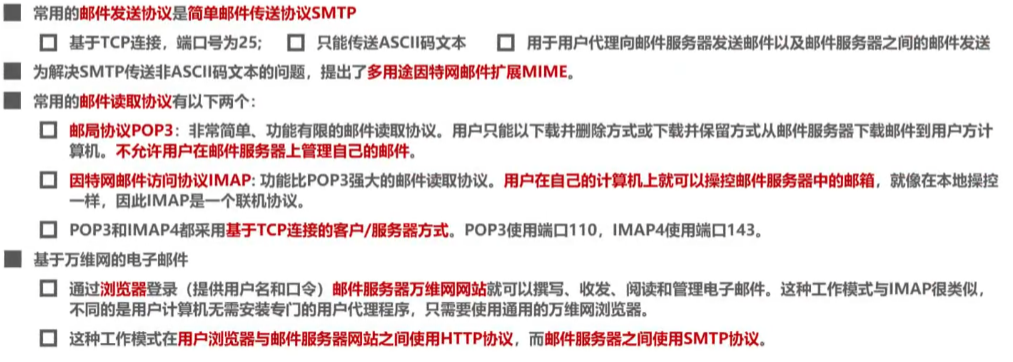 常用的邮件发送协议是简单邮件传送协议SMTP
基于TCP连接，端口号为25; 只能传送ASCII码文本 用于用户代理向邮件服务器发送邮件以及邮件服务器之间的邮件发送
为解决SMTP传送非ASCII码文本的问题，提出了多用途因特网邮件扩展MIME。
常用的邮件读取协议有以下两个：
邮局协议POP3：非常简单、功能有限的邮件读取协议。用户只能以下载并删除方式或下载并保留方式从邮件服务器下载邮件到用户方计
算机。不允许用户在邮件服务器上管理自己的邮件。
因特网邮件访问协议IMAP: 功能比POP3强大的邮件读取协议。用户在自己的计算机上就可以操控邮件服务器中的邮箱，就像在本地操控
一样，因此IMAP是一个联机协议。
POP3和IMAP4都采用基于TCP连接的客户/服务器方式。POP3使用端口110，IMAP4使用端口143。
基于万维网的电子邮件
通过浏览器登录（提供用户名和口令）邮件服务器万维网网站就可以撰写、收发、阅读和管理电子邮件。这种工作模式与IMAP很类似，
不同的是用户计算机无需安装专门的用户代理程序，只需要使用通用的万维网浏览器。
这种工作模式在用户浏览器与邮件服务器网站之间使用HTTP协议，而邮件服务器之间使用SMTP协议。